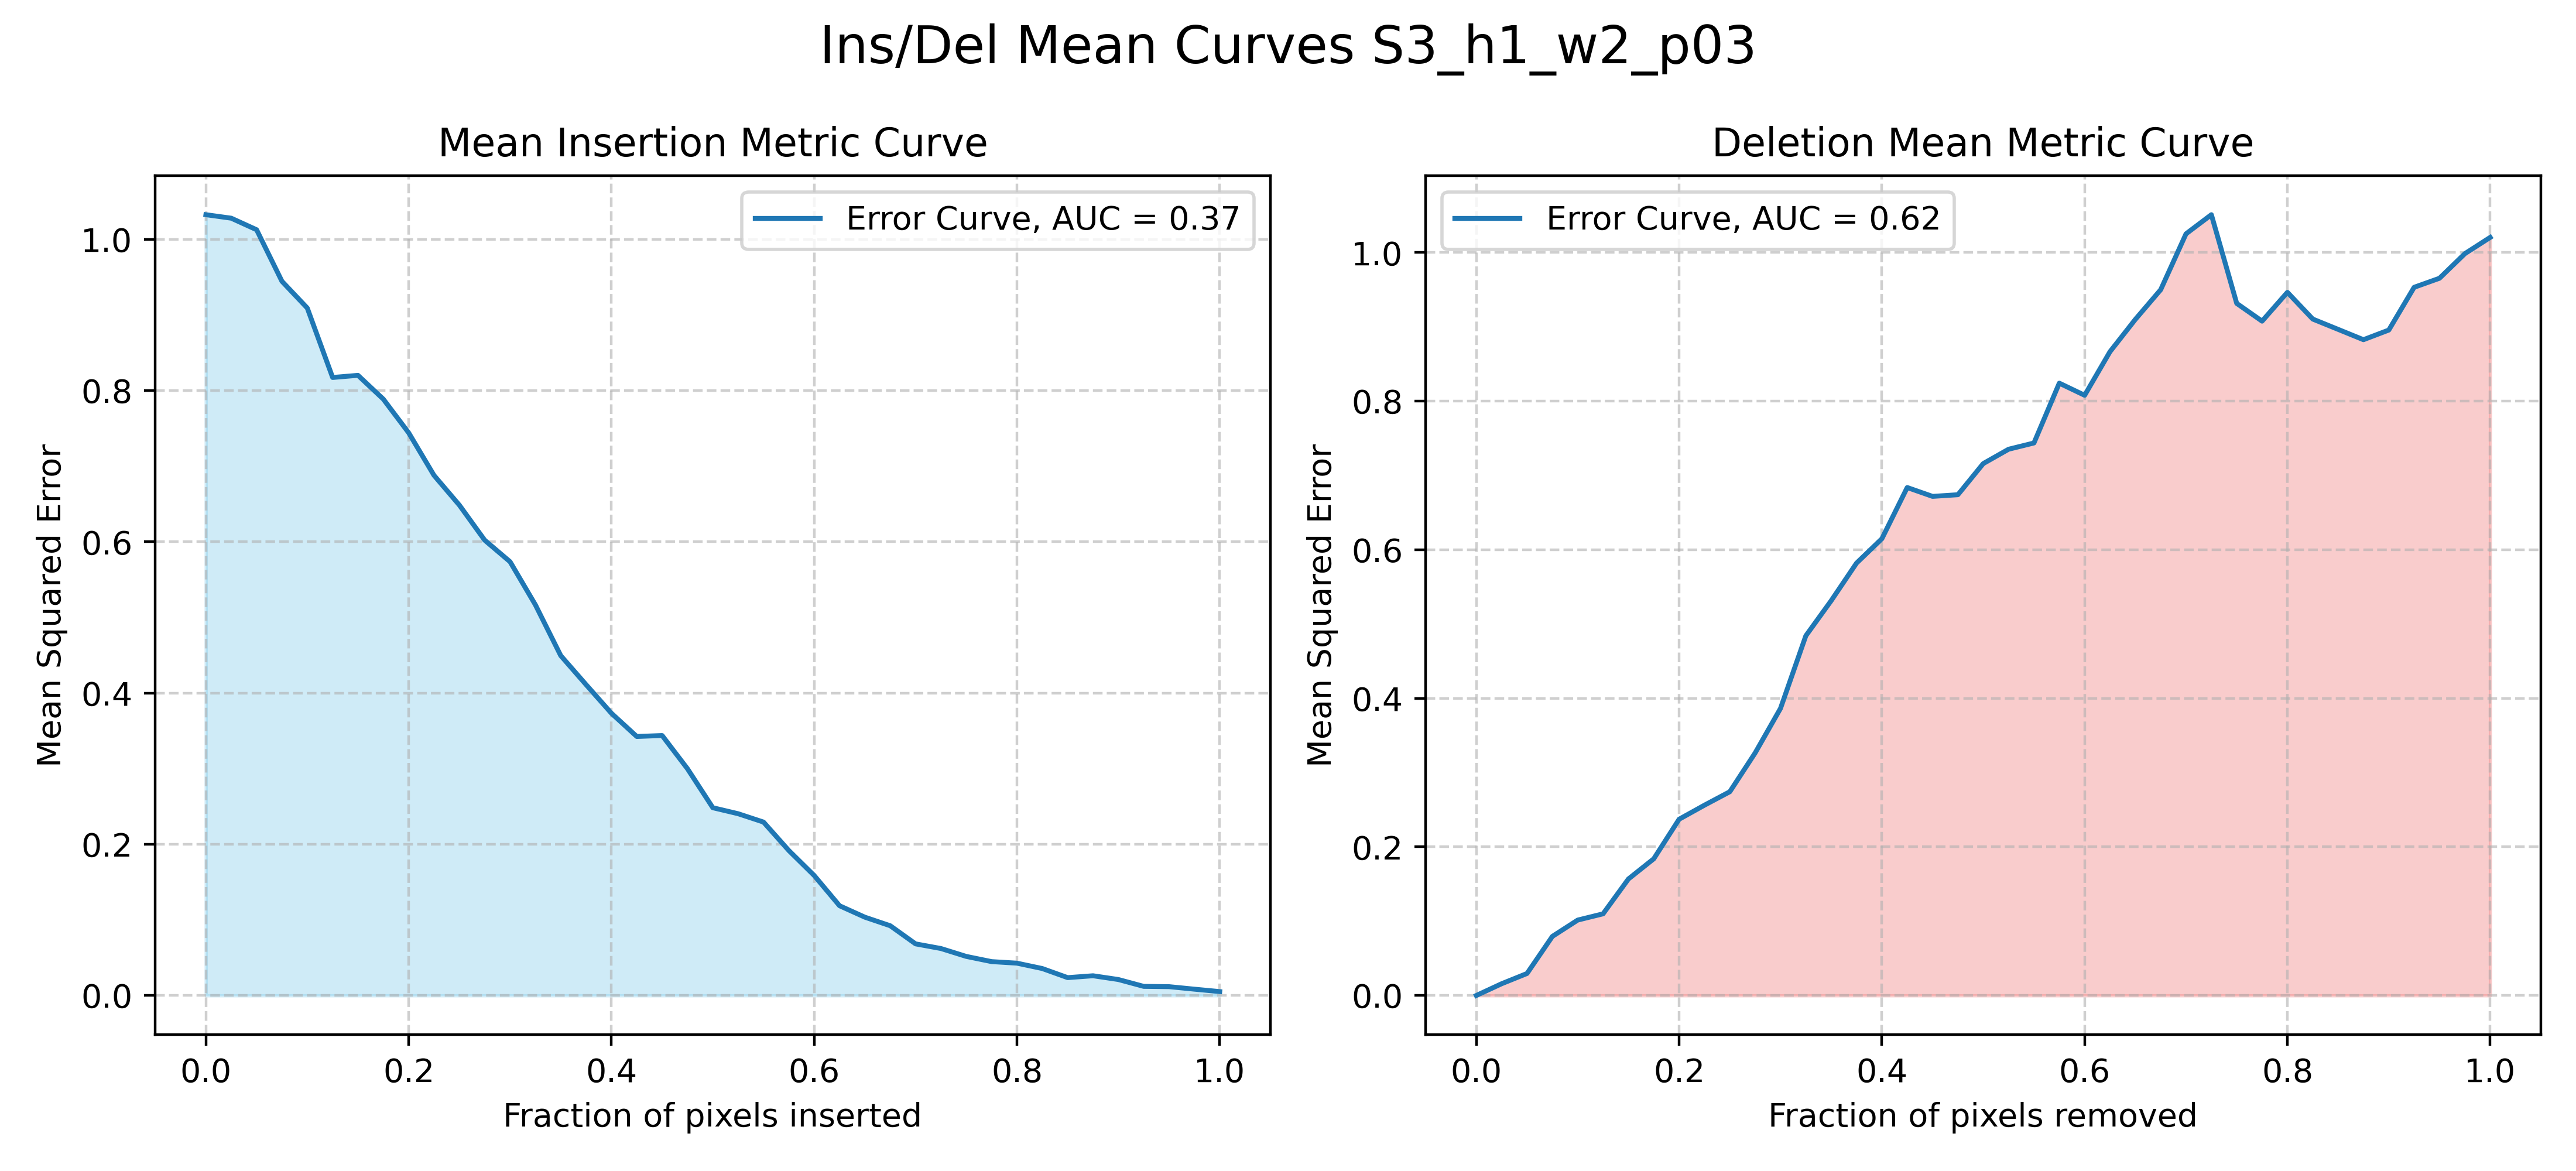 Ins/Del Mean Curves S3_h1_w2_p03
Mean Insertion Metric Curve
Error Curve, AUC = 0.37
Mean Squared Error
1.0
0.8
0.6
0.4
0.2
0.0
0.0 0.2 0.4 0.6 0.8 1.0
Fraction of pixels inserted
Deletion Mean Metric Curve
Error Curve, AUC = 0.62
Mean Squared Error
1.0
0.8
0.6
0.4
0.2
0.0
0.0 0.2 0.4 0.6 0.8 1.0
Fraction of pixels removed